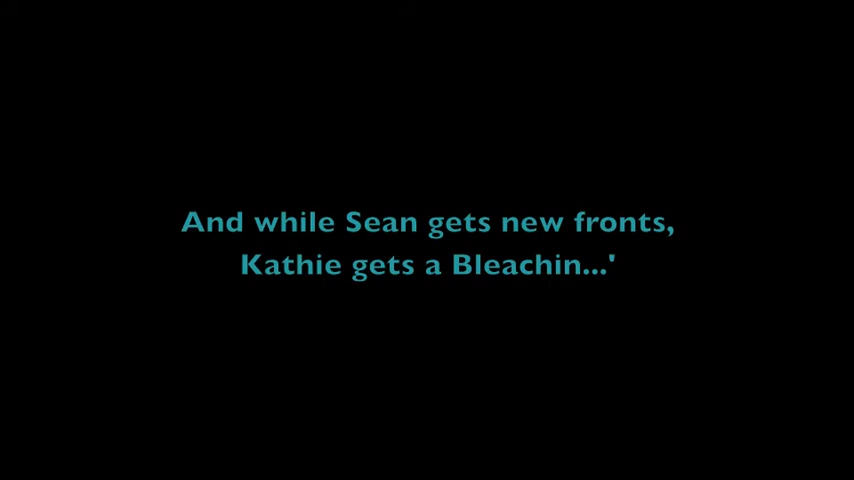 And while Sean gets new fronts,
Kathie gets a Bleachin...'